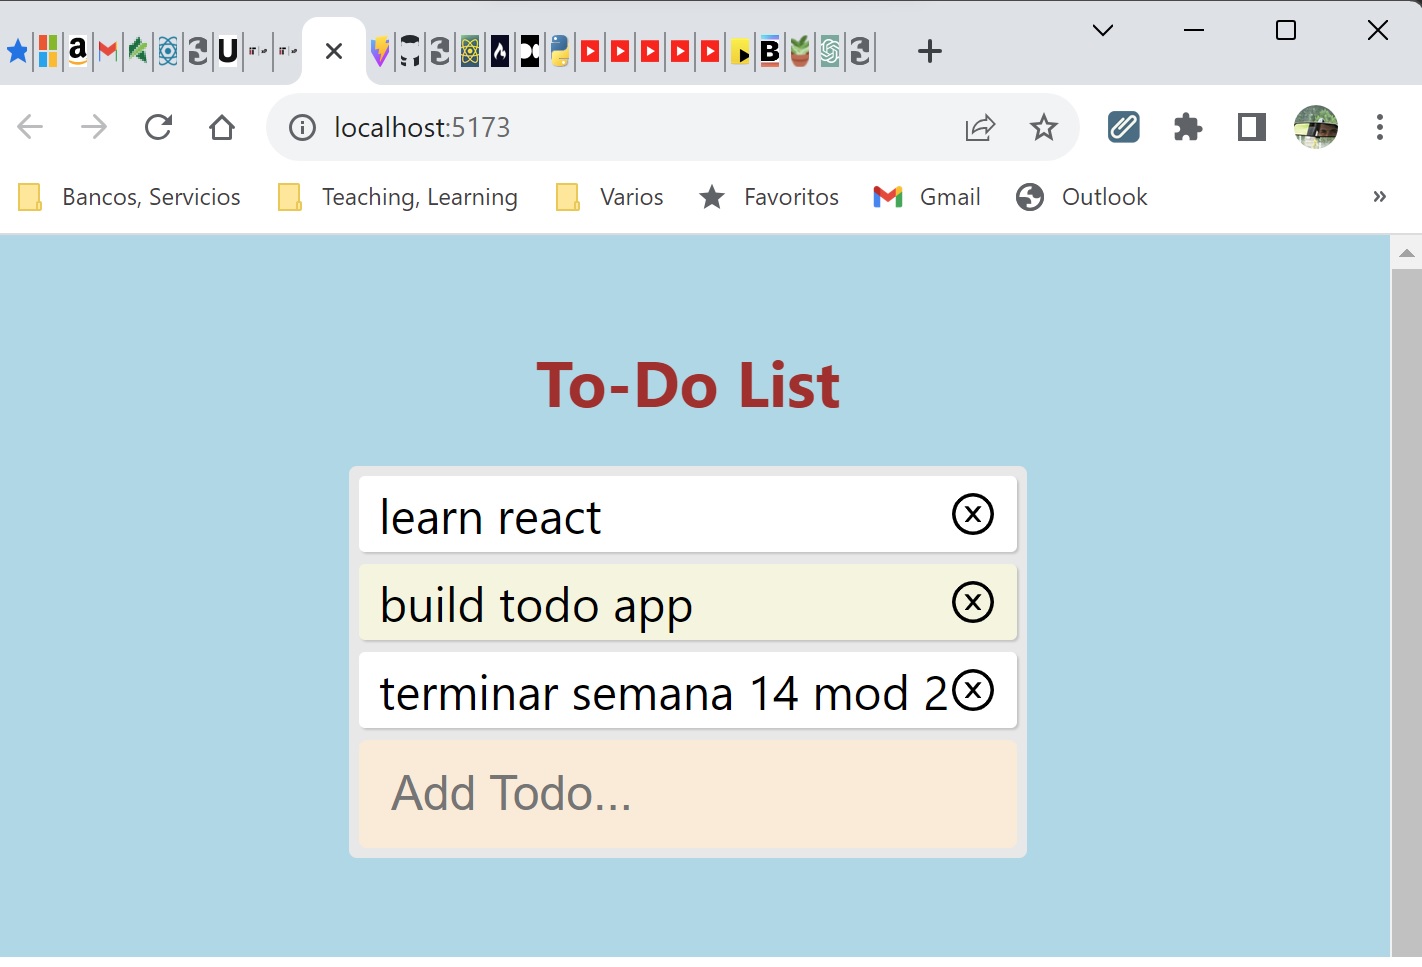 localhost:5173
Bancos, Servicios
Teaching, Learning
Varios
Favoritos
Gmail
Outlook
»
To-Do List
learn react
build todo app
terminar semana 14 mod 2
Add Todo...